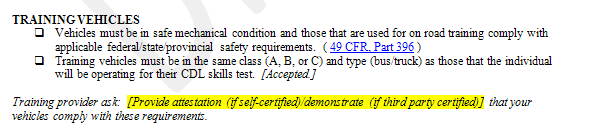 TRAINING VEHICLES
❑ Vehicles must be in safe mechanical condition and those that are used for on road training comply with
applicable federal/state/provincial safety requirements. ( 49 CFR, Part 396 )
❑ Training vehicles must be in the same class (A, B, or C) and type (bus/truck) as those that the individual
will be operating for their CDL skills test. [Accepted.]
Training provider ask: [Provide attestation (if self-certified)/demonstrate (if third party certified)] that your
vehicles comply with these requirements.